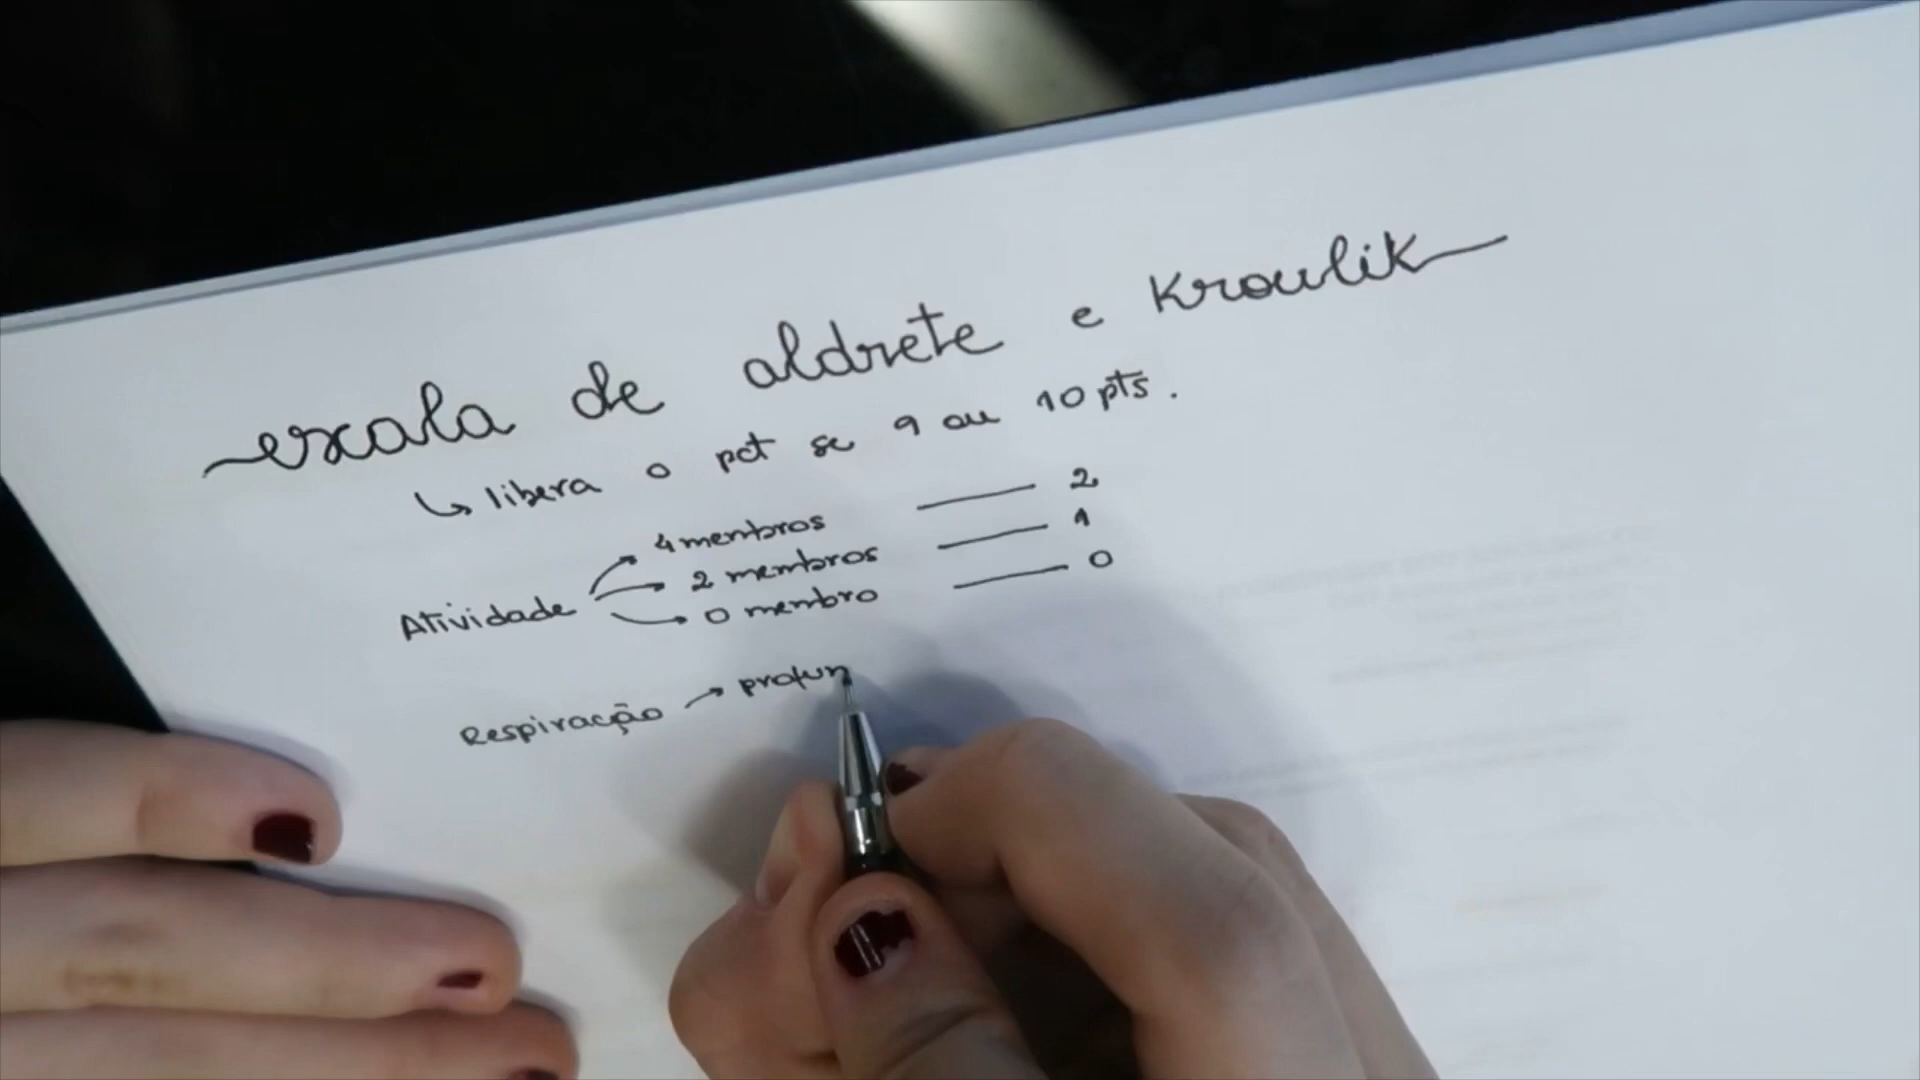 escala de aldrete e Kroulik
↳ libera o pct se 9 ou 10 pts.
4 membros — 2
2 membros — 1
Atividade → 0 membro — 0
Respiração → profun